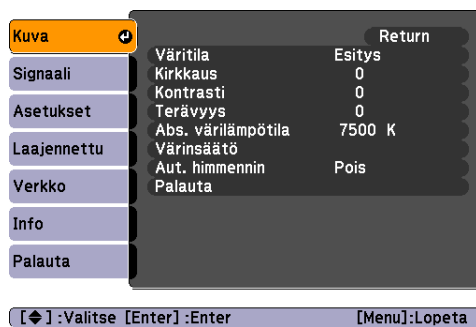 Kuva
Signaali
Asetukset
Laajennettu
Verkko
Info
Palauta
Return
Väritila Esitys
Kirkkaus 0
Kontrasti 0
Terävyys 0
Abs. värilämpötila 7500 K
Värinsäätö
Aut. himmennin Pois
Palauta
[◆] :Valitse [Enter] :Enter [Menu]:Lopeta